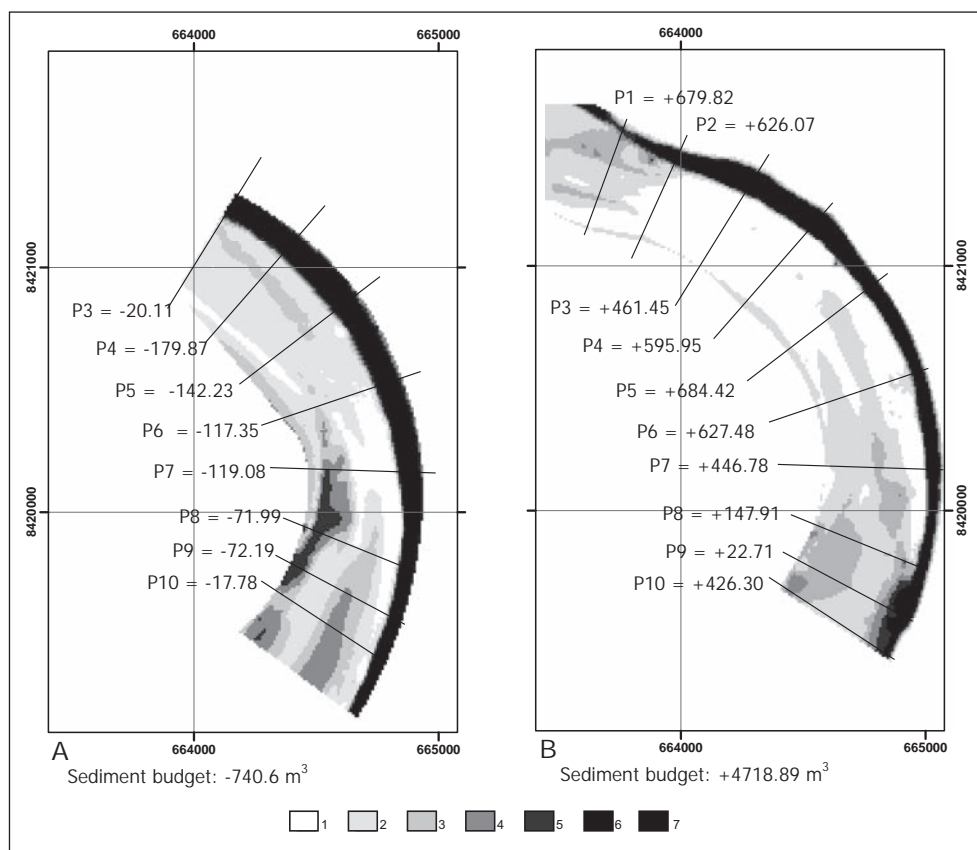 664000
665000
8421000
8420000
P3 = -20.11
P4 = -179.87
P5 = -142.23
P6 = -117.35
P7 = -119.08
P8 = -71.99
P9 = -72.19
P10 = -17.78
664000
665000
A
Sediment budget: -740.6 m³
664000
P1 = +679.82
P2 = +626.07
8421000
8420000
P3 = +461.45
P4 = +595.95
P5 = +684.42
P6 = +627.48
P7 = +446.78
P8 = +147.91
P9 = +22.71
P10 = +426.30
664000
665000
B
Sediment budget: +4718.89 m³
1 2 3 4 5 6 7